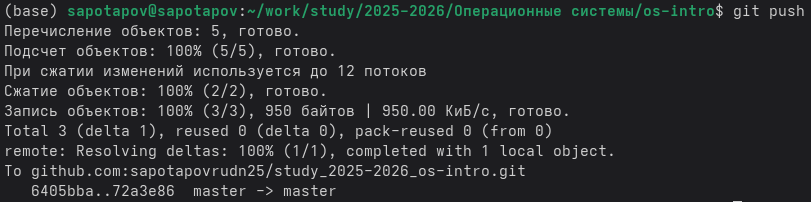 (base) sapotapov@sapotapov:~/work/study/2025-2026/Операционные системы/os-intro$ git push
Перечисление объектов: 5, готово.
Подсчет объектов: 100% (5/5), готово.
При сжатии изменений используется до 12 потоков
Сжатие объектов: 100% (2/2), готово.
Запись объектов: 100% (3/3), 950 байтов | 950.00 КиБ/с, готово.
Total 3 (delta 1), reused 0 (delta 0), pack-reused 0 (from 0)
remote: Resolving deltas: 100% (1/1), completed with 1 local object.
To github.com:sapotapovrudn25/study_2025-2026_os-intro.git
   6405bba..72a3e86  master -> master